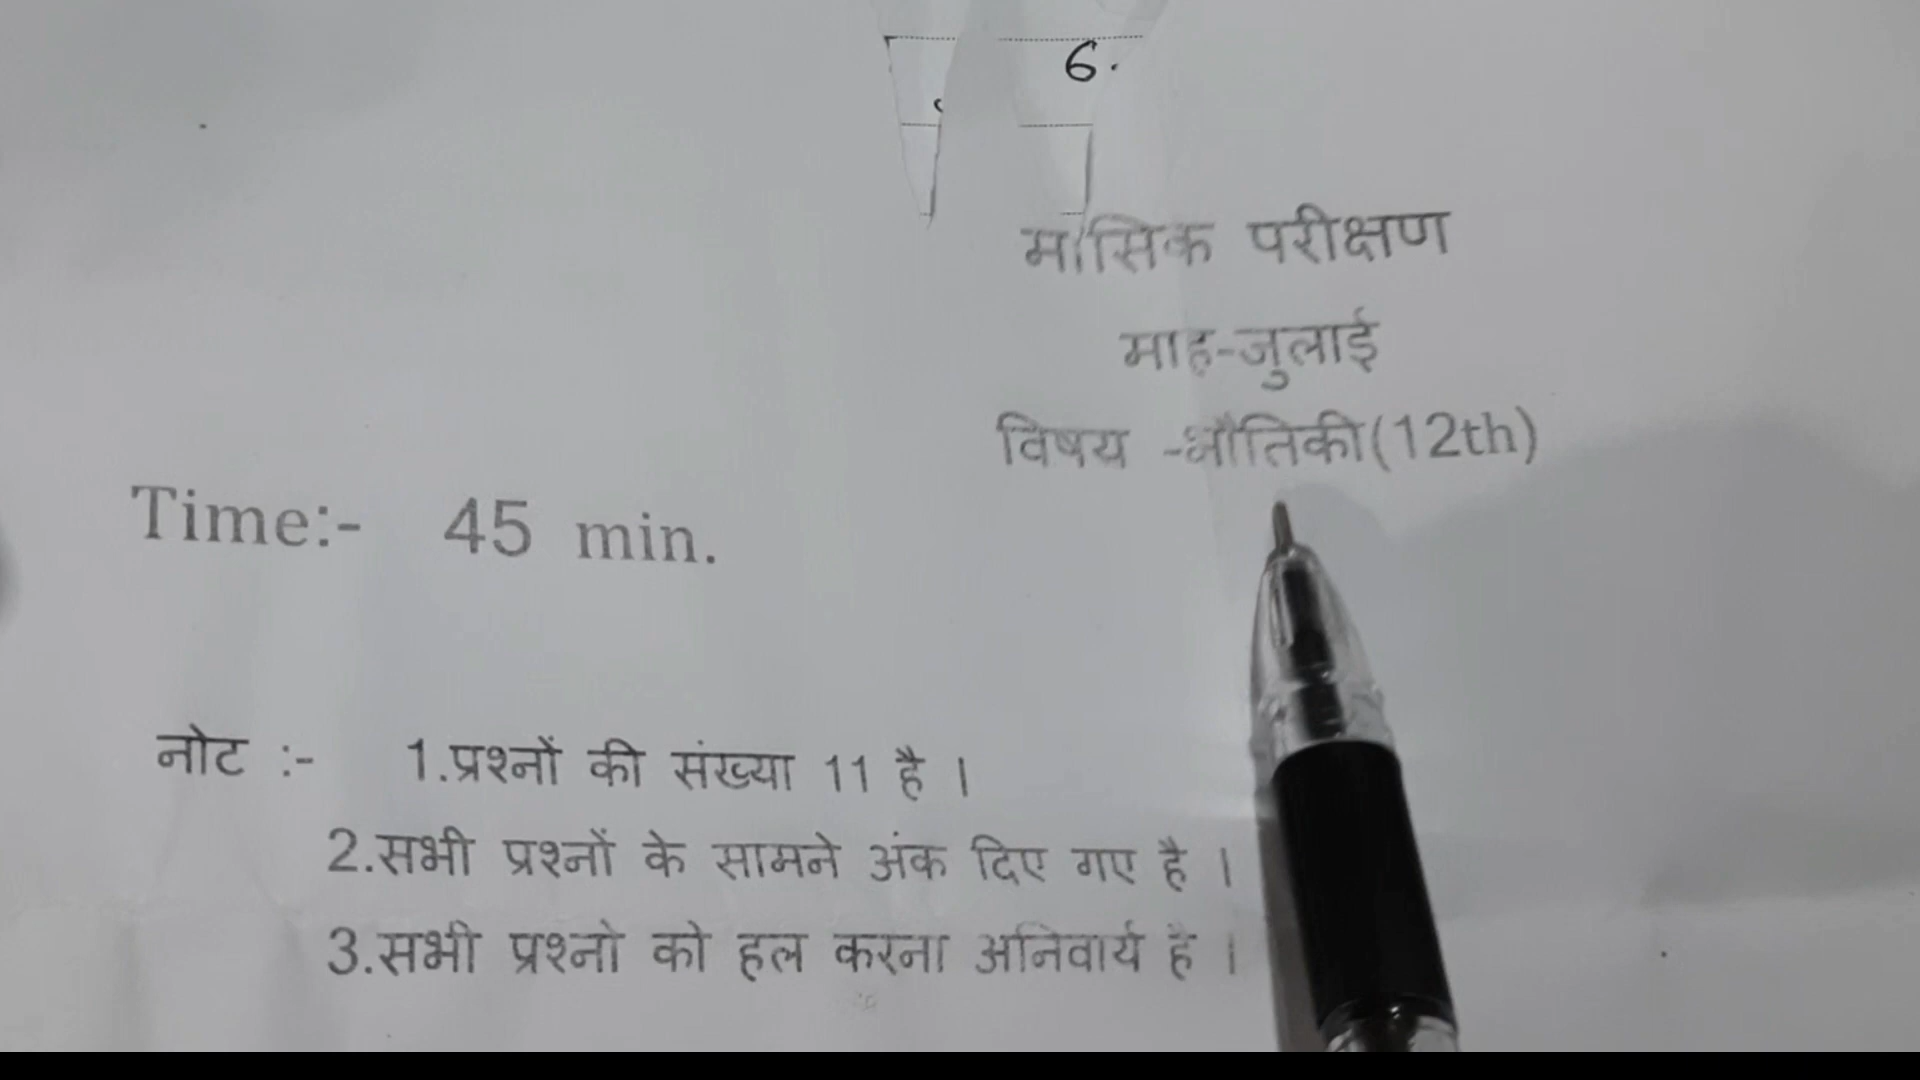 6.
मासिक परीक्षण
माह-जुलाई
विषय -भौतिकी(12th)
Time:- 45 min.
नोट :- 1.प्रश्नों की संख्या 11 है ।
2.सभी प्रश्नों के सामने अंक दिए गए है ।
3.सभी प्रश्नो को हल करना अनिवार्य है ।